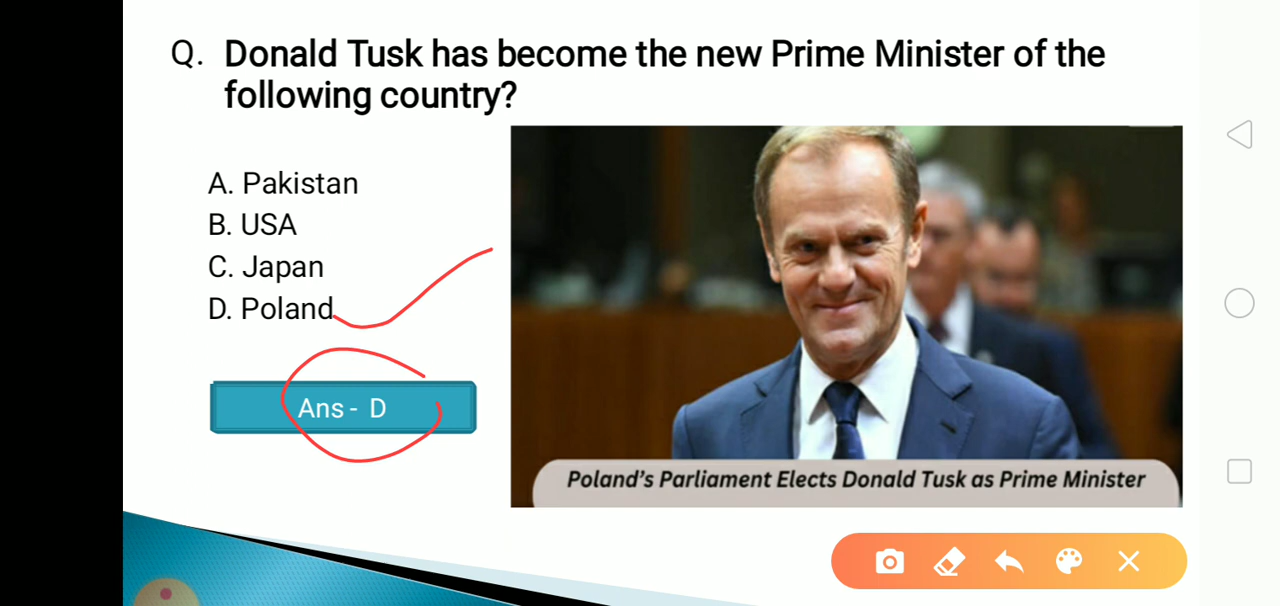 Q. Donald Tusk has become the new Prime Minister of the
following country?
A. Pakistan
B. USA
C. Japan
D. Poland
Ans - D
Poland's Parliament Elects Donald Tusk as Prime Minister